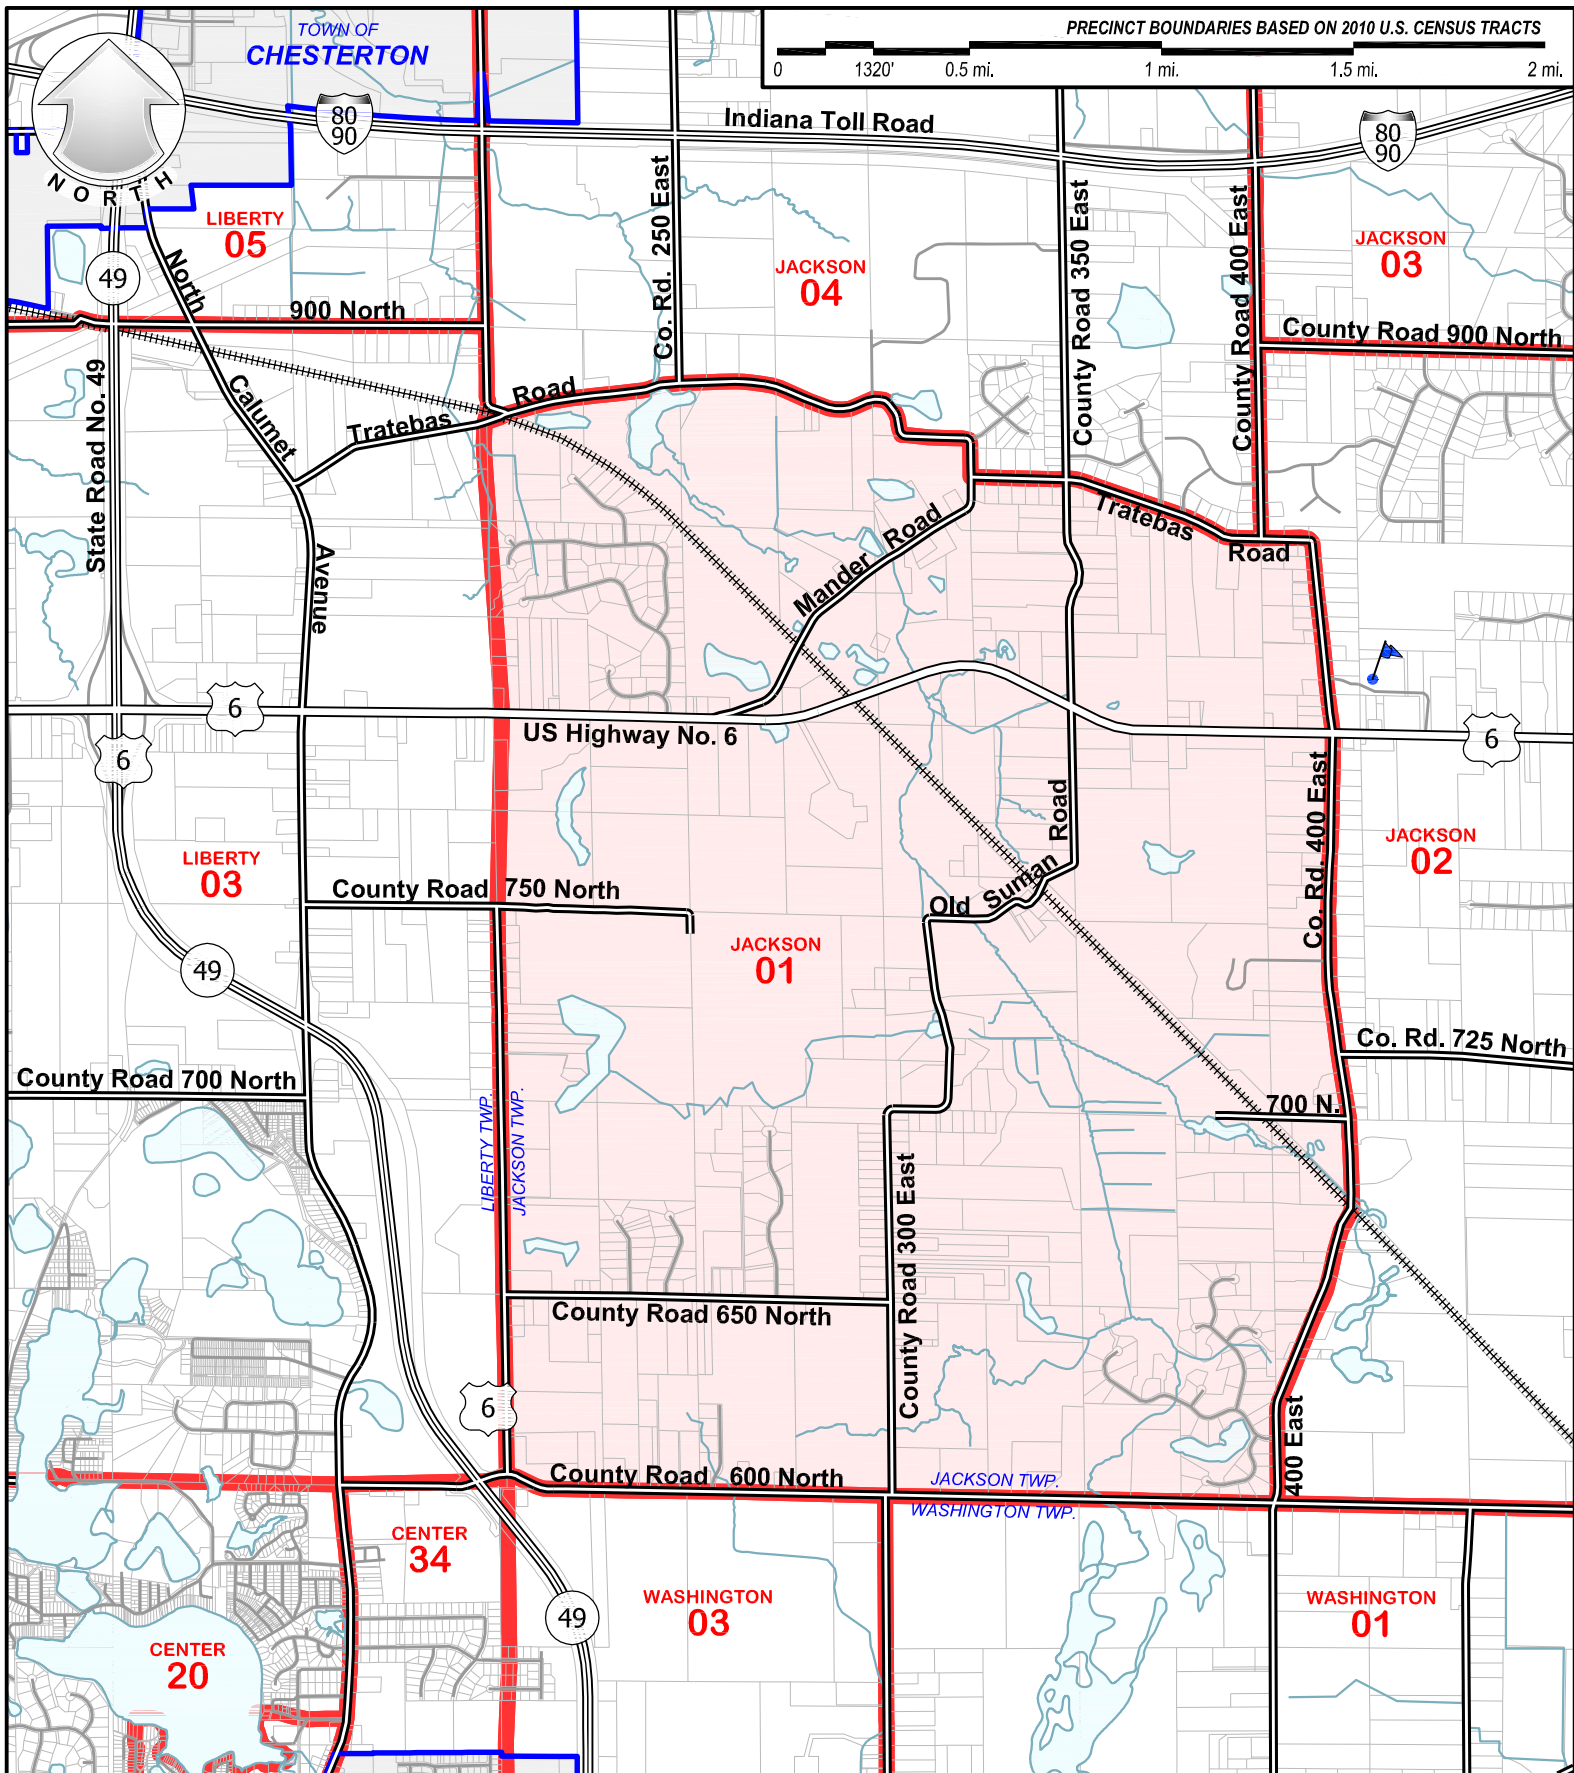 PRECINCT BOUNDARIES BASED ON 2010 U.S. CENSUS TRACTS
0 1320' 0.5 mi. 1 mi. 1.5 mi. 2 mi.
TOWN OF
CHESTERTON
NORTH
80
90
Indiana Toll Road
80
90
LIBERTY
05
Co. Rd. 250 East
JACKSON
04
County Road 350 East
County Road 400 East
JACKSON
03
49
North
900 North
County Road 900 North
State Road No. 49
Calumet
Tratebas
Road
Avenue
Mander Road
Tratebas
Road
6
US Highway No. 6
6
6
Co. Rd. 400 East
JACKSON
02
LIBERTY
03
County Road 750 North
Old Suman Road
JACKSON
01
49
Co. Rd. 725 North
County Road 700 North
700 N.
LIBERTY TWP.
JACKSON TWP.
County Road 300 East
County Road 650 North
6
400 East
County Road 600 North
JACKSON TWP.
WASHINGTON TWP.
CENTER
34
WASHINGTON
03
49
WASHINGTON
01
CENTER
20